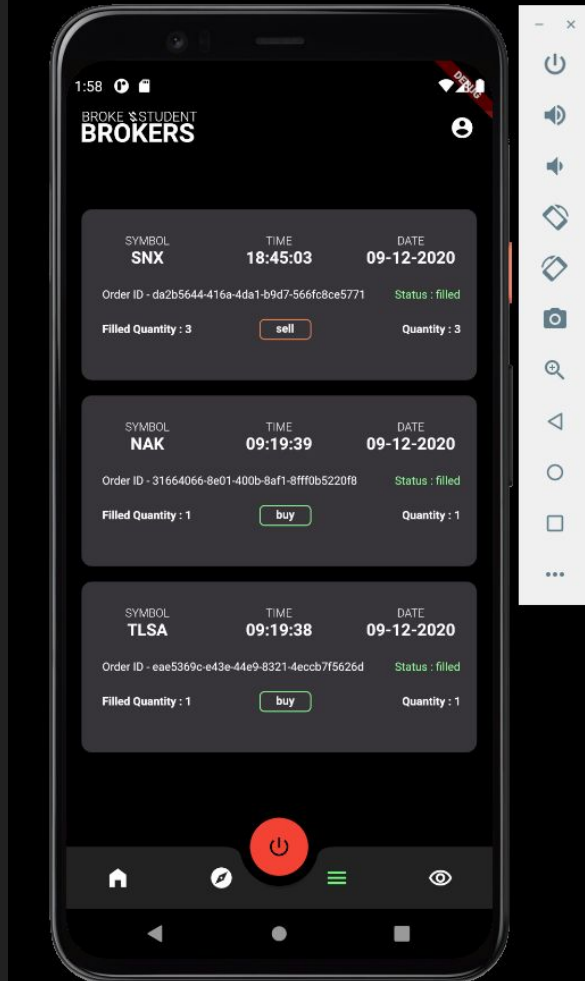 1:58
DEBUG
BROKE STUDENT
BROKERS
SYMBOL TIME DATE
SNX 18:45:03 09-12-2020
Order ID - da2b5644-416a-4da1-b9d7-566fc8ce5771 Status : filled
Filled Quantity : 3 sell Quantity : 3
SYMBOL TIME DATE
NAK 09:19:39 09-12-2020
Order ID - 31664066-8e01-400b-8af1-8fff0b5220f8 Status : filled
Filled Quantity : 1 buy Quantity : 1
SYMBOL TIME DATE
TLSA 09:19:38 09-12-2020
Order ID - eae5369c-e43e-44e9-8321-4eccb7f5626d Status : filled
Filled Quantity : 1 buy Quantity : 1